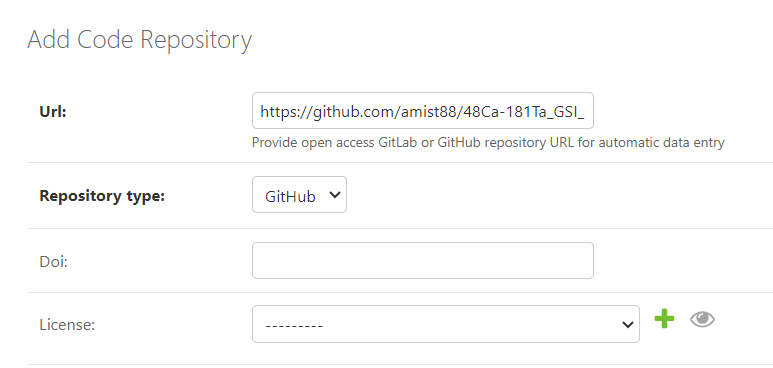 Add Code Repository
Url:
https://github.com/amist88/48Ca-181Ta_GSI_
Provide open access GitLab or GitHub repository URL for automatic data entry
Repository type:
GitHub
Doi:
License:
---------